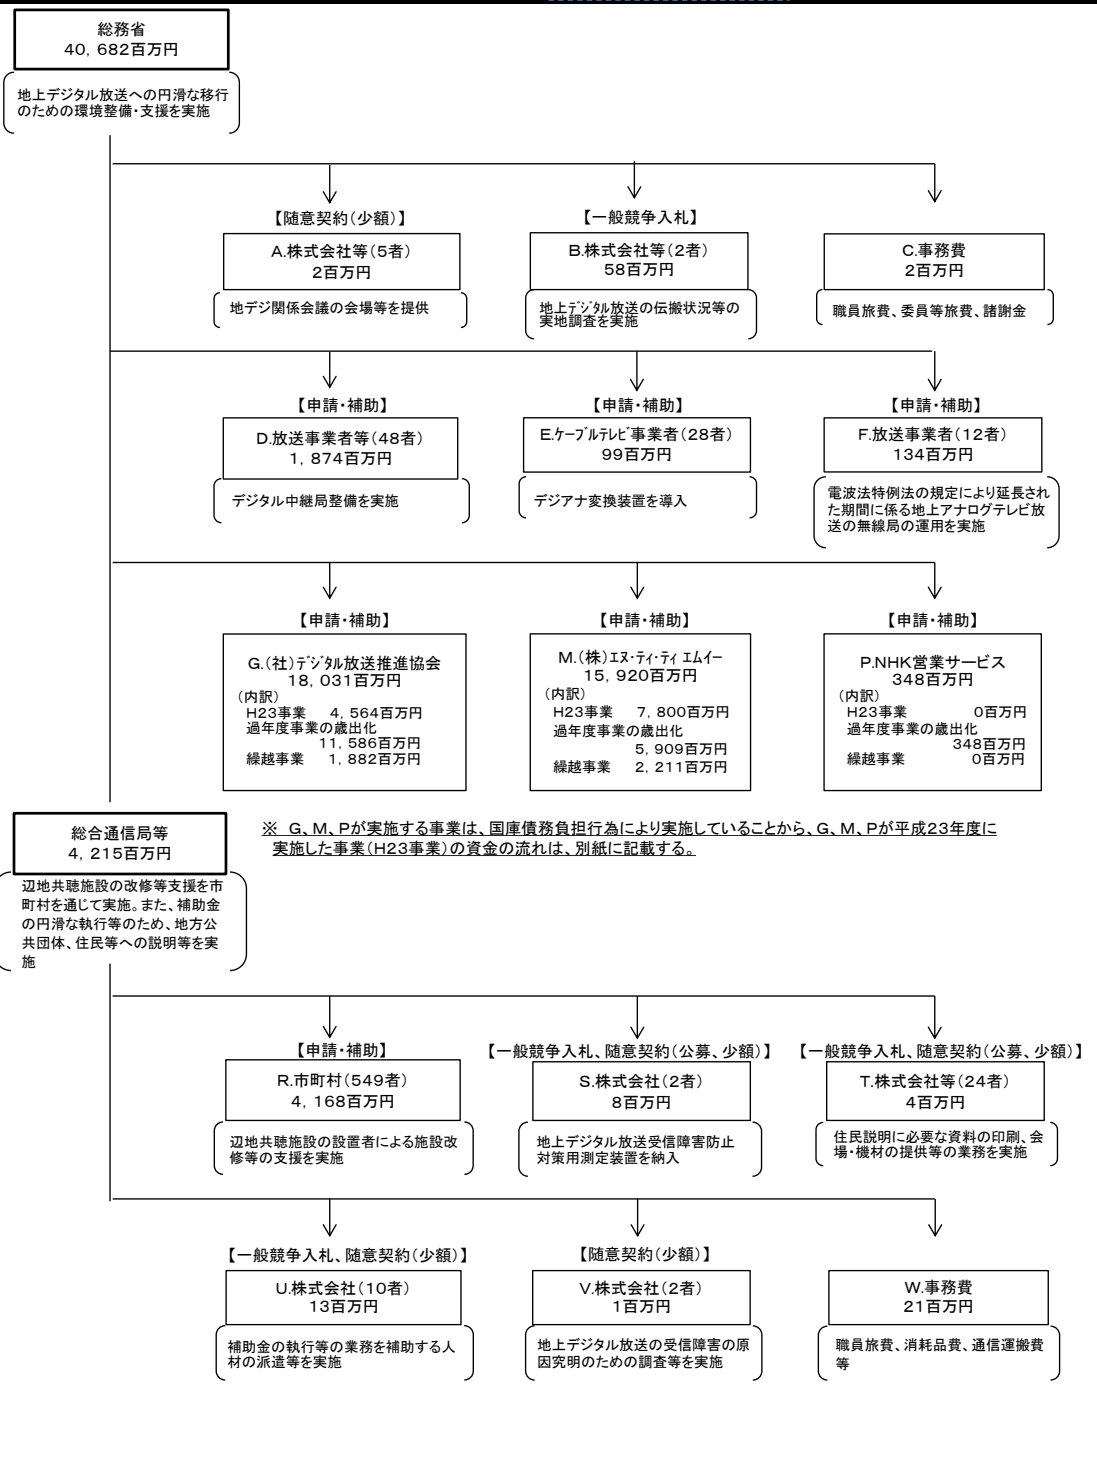 総務省
40，682百万円
地上デジタル放送への円滑な移行
のための環境整備・支援を実施
【随意契約（少額）】
A.株式会社等（5者）
2百万円
地デジ関係会議の会場等を提供
【一般競争入札】
B.株式会社等（2者）
58百万円
地上デジタル放送の伝搬状況等の
実地調査を実施
C.事務費
2百万円
職員旅費、委員等旅費、諸謝金
【申請・補助】
D.放送事業者等（48者）
1，874百万円
デジタル中継局整備を実施
【申請・補助】
E.ケーブルテレビ事業者（28者）
99百万円
デジアナ変換装置を導入
【申請・補助】
F.放送事業者（12者）
134百万円
電波法特例法の規定により延長され
た期間に係る地上アナログテレビ放
送の無線局の運用を実施
【申請・補助】
G.（社）デジタル放送推進協会
18，031百万円
（内訳）
H23事業　4，564百万円
過年度事業の歳出化
11，586百万円
繰越事業　1，882百万円
【申請・補助】
M.（株）エヌ・ティ・ティ エムイー
15，920百万円
（内訳）
H23事業　7，800百万円
過年度事業の歳出化
5，909百万円
繰越事業　2，211百万円
【申請・補助】
P.NHK営業サービス
348百万円
（内訳）
H23事業　0百万円
過年度事業の歳出化
348百万円
繰越事業　0百万円
総合通信局等
4，215百万円
辺地共聴施設の改修等支援を市
町村を通じて実施。また、補助金
の円滑な執行等のため、地方公
共団体、住民等への説明等を実
施
※　G、M、Pが実施する事業は、国庫債務負担行為により実施していることから、G、M、Pが平成23年度に
実施した事業（H23事業）の資金の流れは、別紙に記載する。
【申請・補助】
R.市町村（549者）
4，168百万円
辺地共聴施設の設置者による施設改
修等の支援を実施
【一般競争入札、随意契約（公募、少額）】
S.株式会社（2者）
8百万円
地上デジタル放送受信障害防止
対策用測定装置を納入
【一般競争入札、随意契約（公募、少額）】
T.株式会社等（24者）
4百万円
住民説明に必要な資料の印刷、会
場・機材の提供等の業務を実施
【一般競争入札、随意契約（少額）】
U.株式会社（10者）
13百万円
補助金の執行等の業務を補助する人
材の派遣等を実施
【随意契約（少額）】
V.株式会社（2者）
1百万円
地上デジタル放送の受信障害の原
因究明のための調査等を実施
W.事務費
21百万円
職員旅費、消耗品費、通信運搬費
等